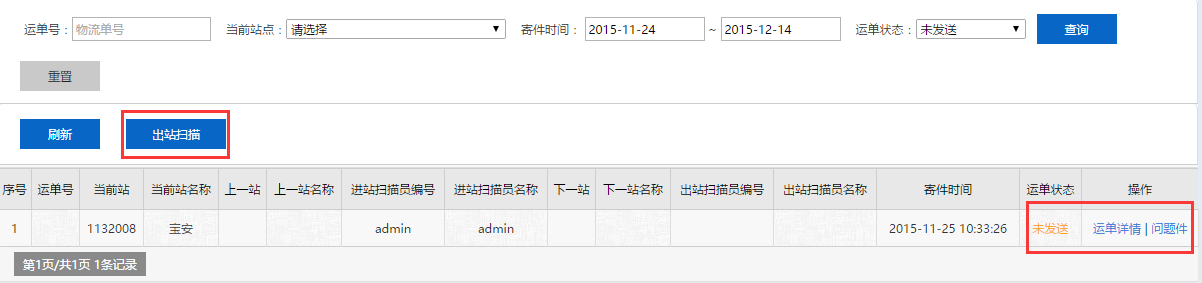 运单号： 物流单号 当前站点： 请选择 寄件时间： 2015-11-24 ~ 2015-12-14 运单状态： 未发送 查询
重置
刷新 出站扫描
序号 运单号 当前站 当前站名称 上一站 上一站名称 进站扫描员编号 进站扫描员名称 下一站 下一站名称 出站扫描员编号 出站扫描员名称 寄件时间 运单状态 操作
1 1132008 宝安 admin admin 2015-11-25 10:33:26 未发送 运单详情 | 问题件
第1页/共1页 1条记录